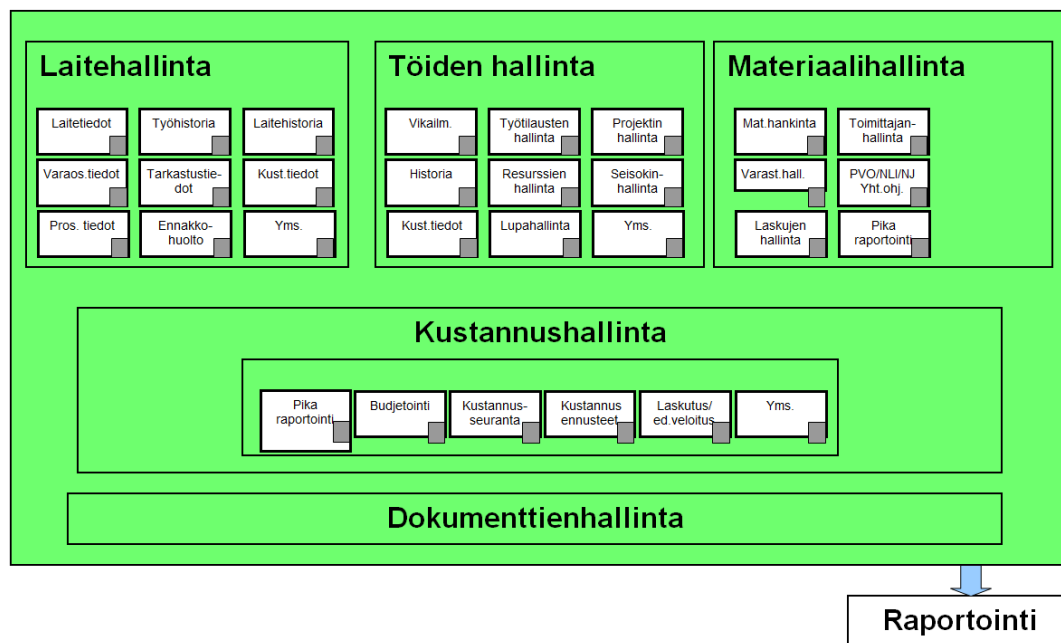 Laitehallinta
Laitetiedot
Työhistoria
Laitehistoria
Varaos.tiedot
Tarkastustie-
dot
Kust.tiedot
Pros. tiedot
Ennakko-
huolto
Yms.
Töiden hallinta
Vikailm.
Työtilausten
hallinta
Projektin
hallinta
Historia
Resurssien
hallinta
Seisokin-
hallinta
Kust.tiedot
Lupahallinta
Yms.
Materiaalihallinta
Mat.hankinta
Toimittajan-
hallinta
Varast.hall.
PVO/NLI/NJ
Yht.ohj.
Laskujen
hallinta
Pika
raportointi
Kustannushallinta
Pika
raportointi
Budjetointi
Kustannus-
seuranta
Kustannus
ennusteet
Laskutus/
ed.veloitus
Yms.
Dokumenttienhallinta
Raportointi